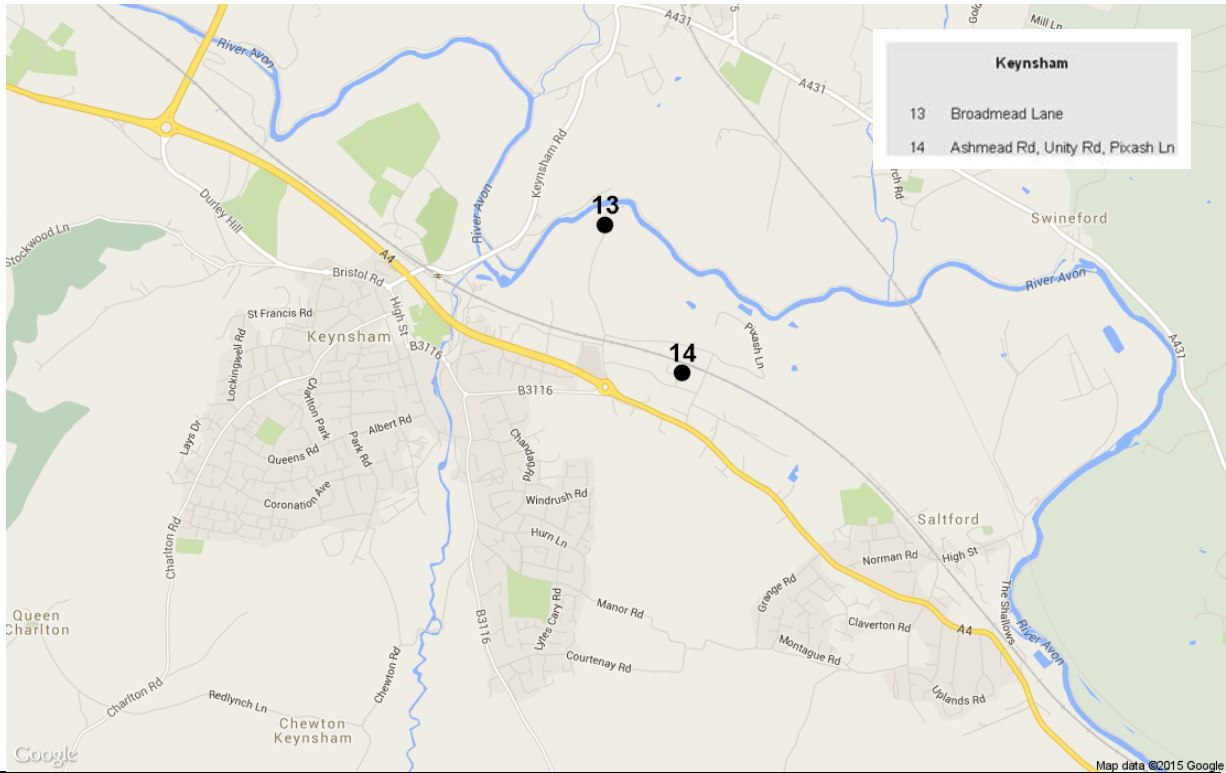 A431
Mill Ln
River Avon
Keynsham
13 Broadmead Lane
14 Ashmead Rd, Unity Rd, Pixash Ln
A431
Keynsham Rd
Durley Hill
Stockwood Ln
River Avon
13
Swineford
A4
Bristol Rd
River Avon
St Francis Rd
High St
Keynsham
B3116
Lockingwell Rd
Pixash Ln
14
A431
B3116
Charlton Park
Albert Rd
Lays Dr
Queens Rd
Park Rd
Chandag Rd
Coronation Ave
Windrush Rd
Saltford
Hurn Ln
Norman Rd
High St
Charlton Rd
Grange Rd
The Shallows
Queen
Charlton
Manor Rd
Lytes Cary Rd
Claverton Rd
A4
River Avon
B3116
Montague Rd
Courtenay Rd
Chewton Rd
Charlton Rd
Redlynch Ln
Uplands Rd
Chewton
Keynsham
Google
Map data ©2015 Google